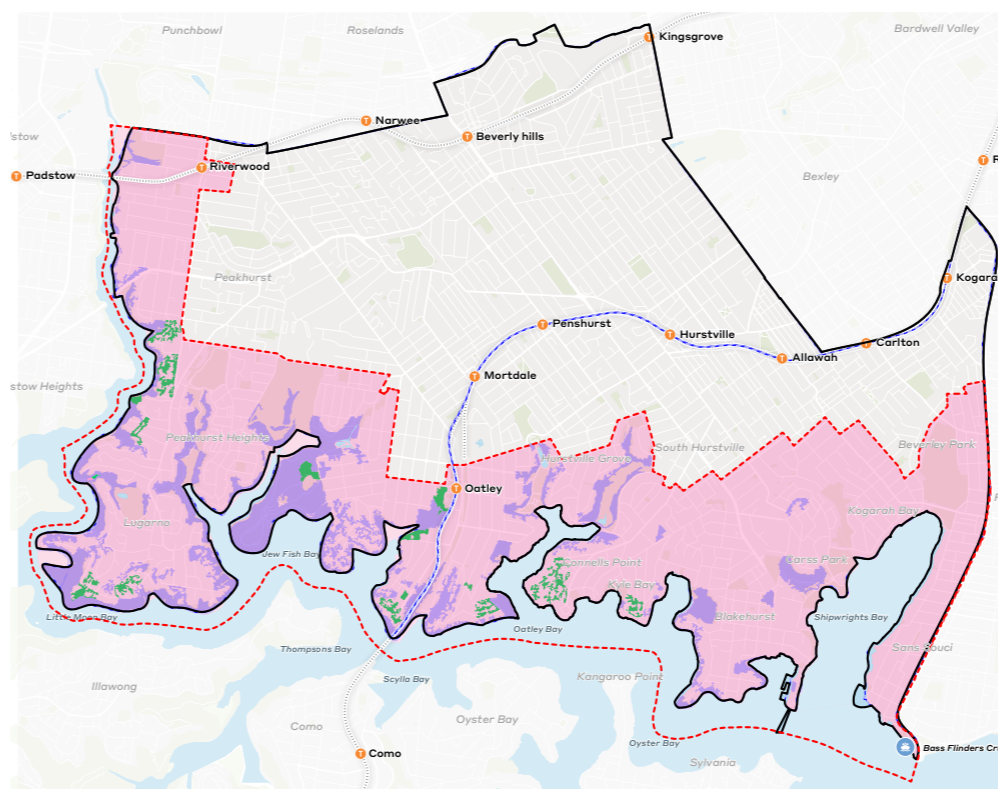 Punchbowl
Roselands
Bardwell Valley
Kingsgrove
Narwee
Beverly hills
Riverwood
Padstow
Bexley
Peakhurst
Penshurst
Hurstville
Allawah
Carlton
Mortdale
stow Heights
Peakhurst Heights
South Hurstville
Hurstville Grove
Beverley Park
Oatley
Lugarno
Kogarah Bay
Jew Fish Bay
Connells Point
Carss Park
Kyle Bay
Blakehurst
Shipwrights Bay
Little Moon Bay
Oatley Bay
Thompsons Bay
Sans Souci
Scylla Bay
Kangaroo Point
Illawong
Como
Oyster Bay
Oyster Bay
Sylvania
Como
Bass Flinders Cr